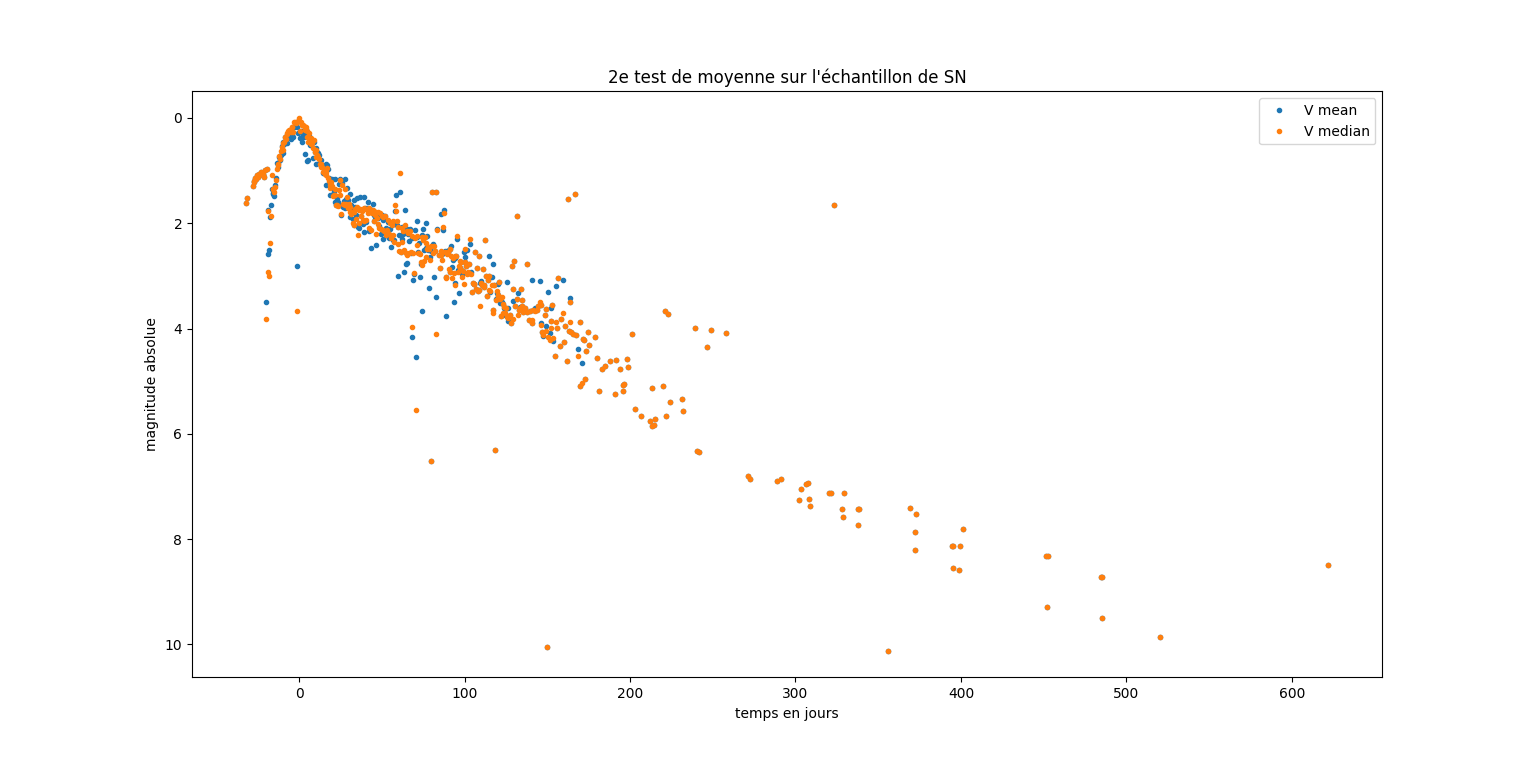 2e test de moyenne sur l'échantillon de SN
V mean
V median
magnitude absolue
0
2
4
6
8
10
0
100
200
300
400
500
600
temps en jours